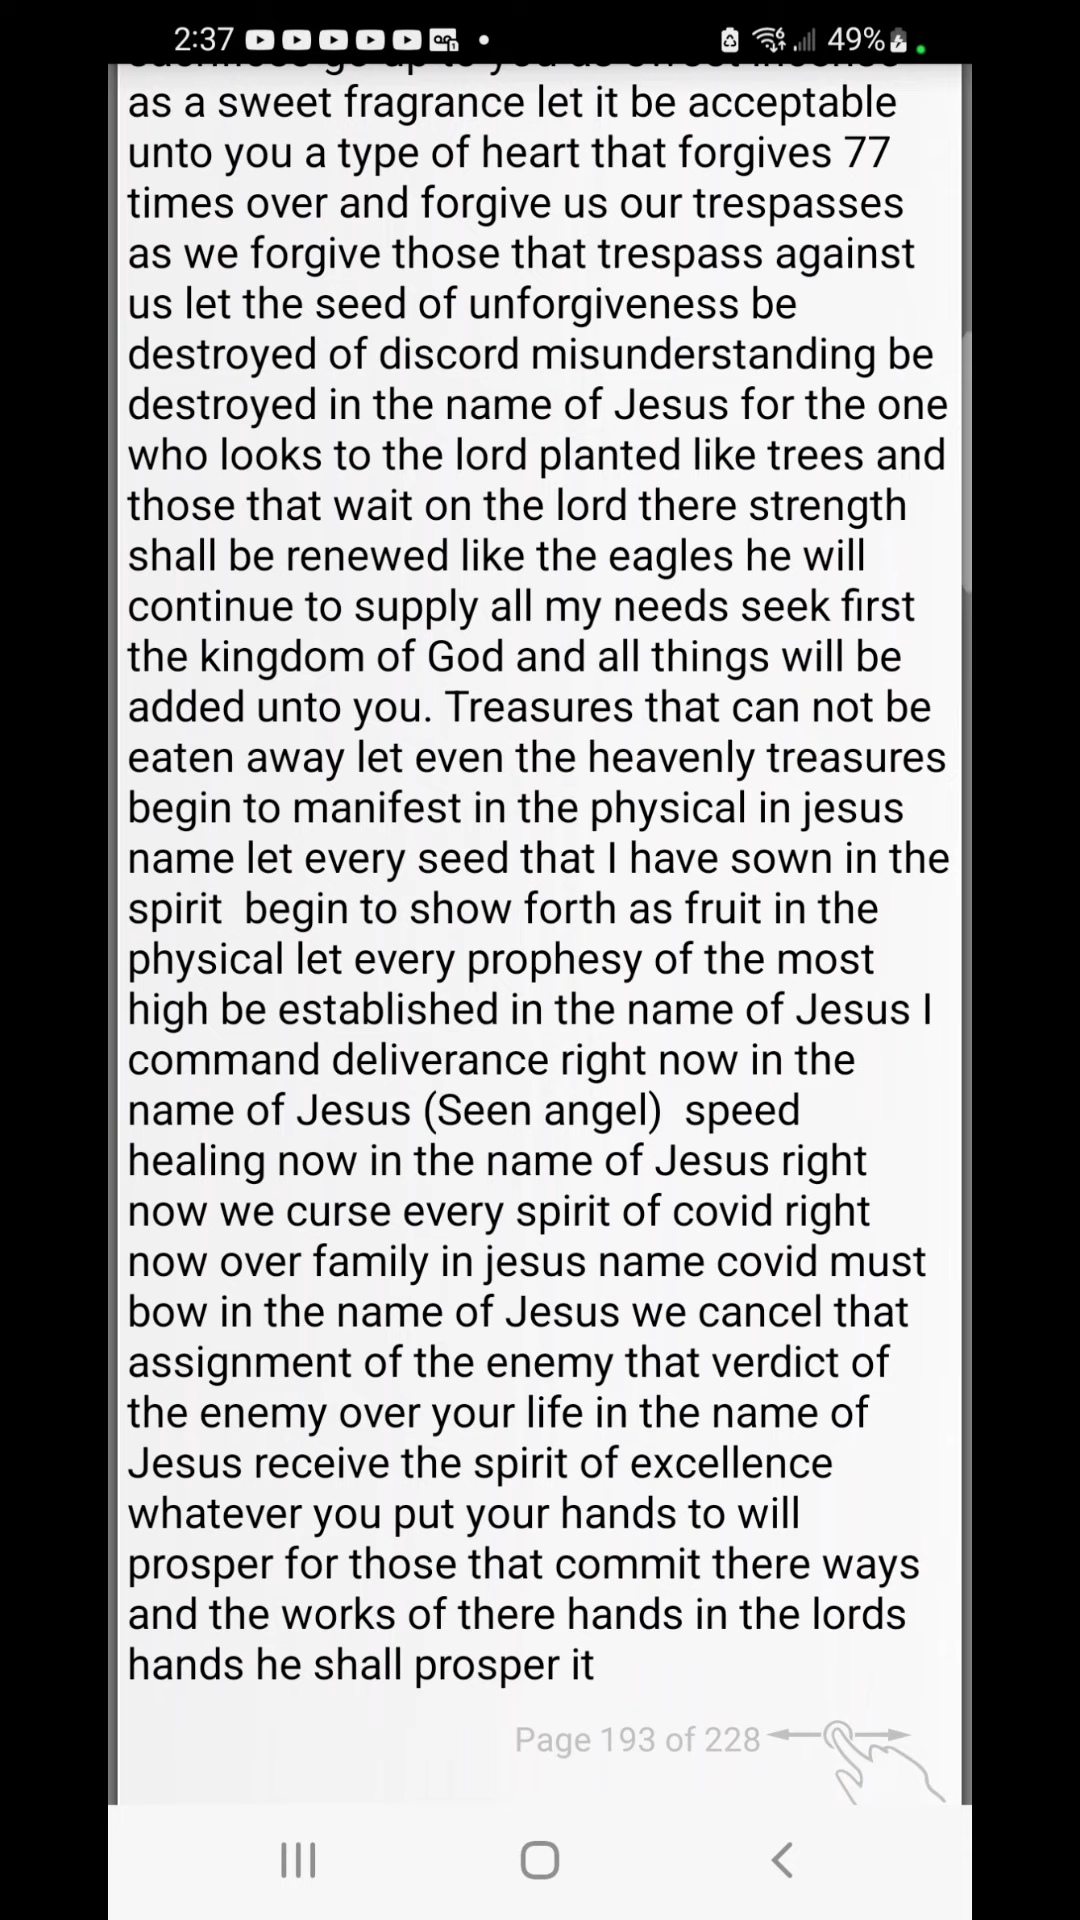 2:37 49%
as a sweet fragrance let it be acceptable
unto you a type of heart that forgives 77
times over and forgive us our trespasses
as we forgive those that trespass against
us let the seed of unforgiveness be
destroyed of discord misunderstanding be
destroyed in the name of Jesus for the one
who looks to the lord planted like trees and
those that wait on the lord there strength
shall be renewed like the eagles he will
continue to supply all my needs seek first
the kingdom of God and all things will be
added unto you. Treasures that can not be
eaten away let even the heavenly treasures
begin to manifest in the physical in jesus
name let every seed that I have sown in the
spirit  begin to show forth as fruit in the
physical let every prophesy of the most
high be established in the name of Jesus I
command deliverance right now in the
name of Jesus (Seen angel)  speed
healing now in the name of Jesus right
now we curse every spirit of covid right
now over family in jesus name covid must
bow in the name of Jesus we cancel that
assignment of the enemy that verdict of
the enemy over your life in the name of
Jesus receive the spirit of excellence
whatever you put your hands to will
prosper for those that commit there ways
and the works of there hands in the lords
hands he shall prosper it
Page 193 of 228